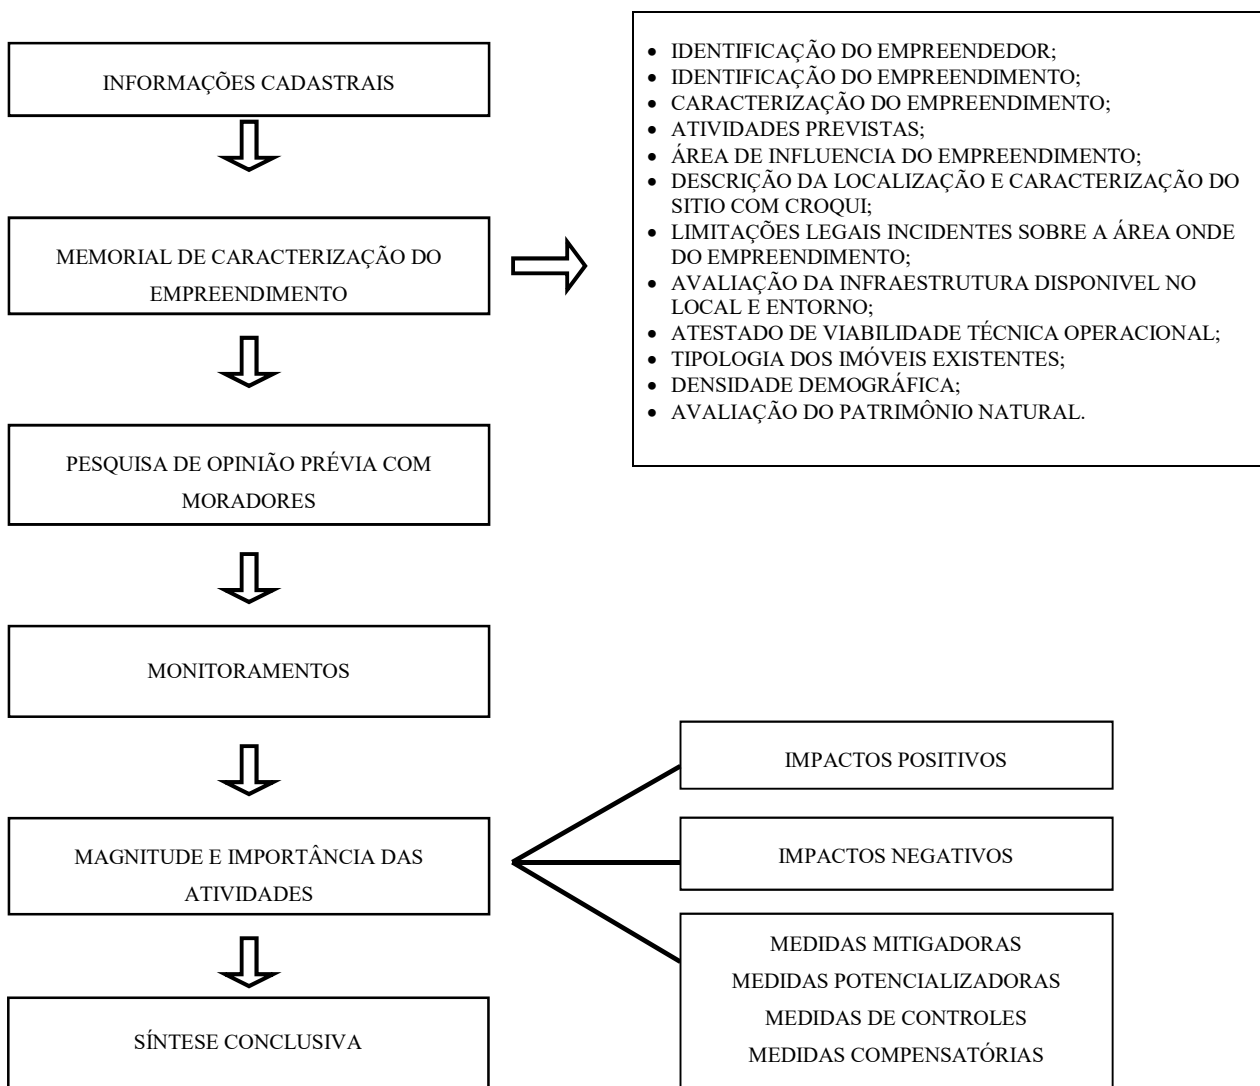 INFORMAÇÕES CADASTRAIS
MEMORIAL DE CARACTERIZAÇÃO DO
EMPREENDIMENTO
• IDENTIFICAÇÃO DO EMPREENDEDOR;
• IDENTIFICAÇÃO DO EMPREENDIMENTO;
• CARACTERIZAÇÃO DO EMPREENDIMENTO;
• ATIVIDADES PREVISTAS;
• ÁREA DE INFLUENCIA DO EMPREENDIMENTO;
• DESCRIÇÃO DA LOCALIZAÇÃO E CARACTERIZAÇÃO DO
SITIO COM CROQUI;
• LIMITAÇÕES LEGAIS INCIDENTES SOBRE A ÁREA ONDE
DO EMPREENDIMENTO;
• AVALIAÇÃO DA INFRAESTRUTURA DISPONIVEL NO
LOCAL E ENTORNO;
• ATESTADO DE VIABILIDADE TÉCNICA OPERACIONAL;
• TIPOLOGIA DOS IMÓVEIS EXISTENTES;
• DENSIDADE DEMOGRÁFICA;
• AVALIAÇÃO DO PATRIMÔNIO NATURAL.
PESQUISA DE OPINIÃO PRÉVIA COM
MORADORES
MONITORAMENTOS
MAGNITUDE E IMPORTÂNCIA DAS
ATIVIDADES
IMPACTOS POSITIVOS
IMPACTOS NEGATIVOS
MEDIDAS MITIGADORAS
MEDIDAS POTENCIALIZADORAS
MEDIDAS DE CONTROLES
MEDIDAS COMPENSATÓRIAS
SÍNTESE CONCLUSIVA